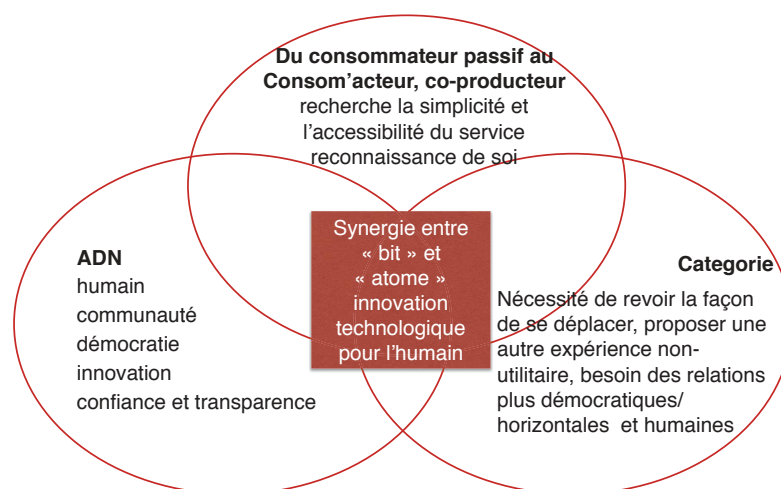 Du consommateur passif au
Consom’acteur, co-producteur
recherche la simplicité et
l’accessibilité du service
reconnaissance de soi
Synergie entre
« bit » et
« atome »
innovation
technologique
pour l’humain
ADN
humain
communauté
démocratie
innovation
confiance et transparence
Categorie
Nécessité de revoir la façon
de se déplacer, proposer une
autre expérience non-
utilitaire, besoin des relations
plus démocratiques/
horizontales et humaines